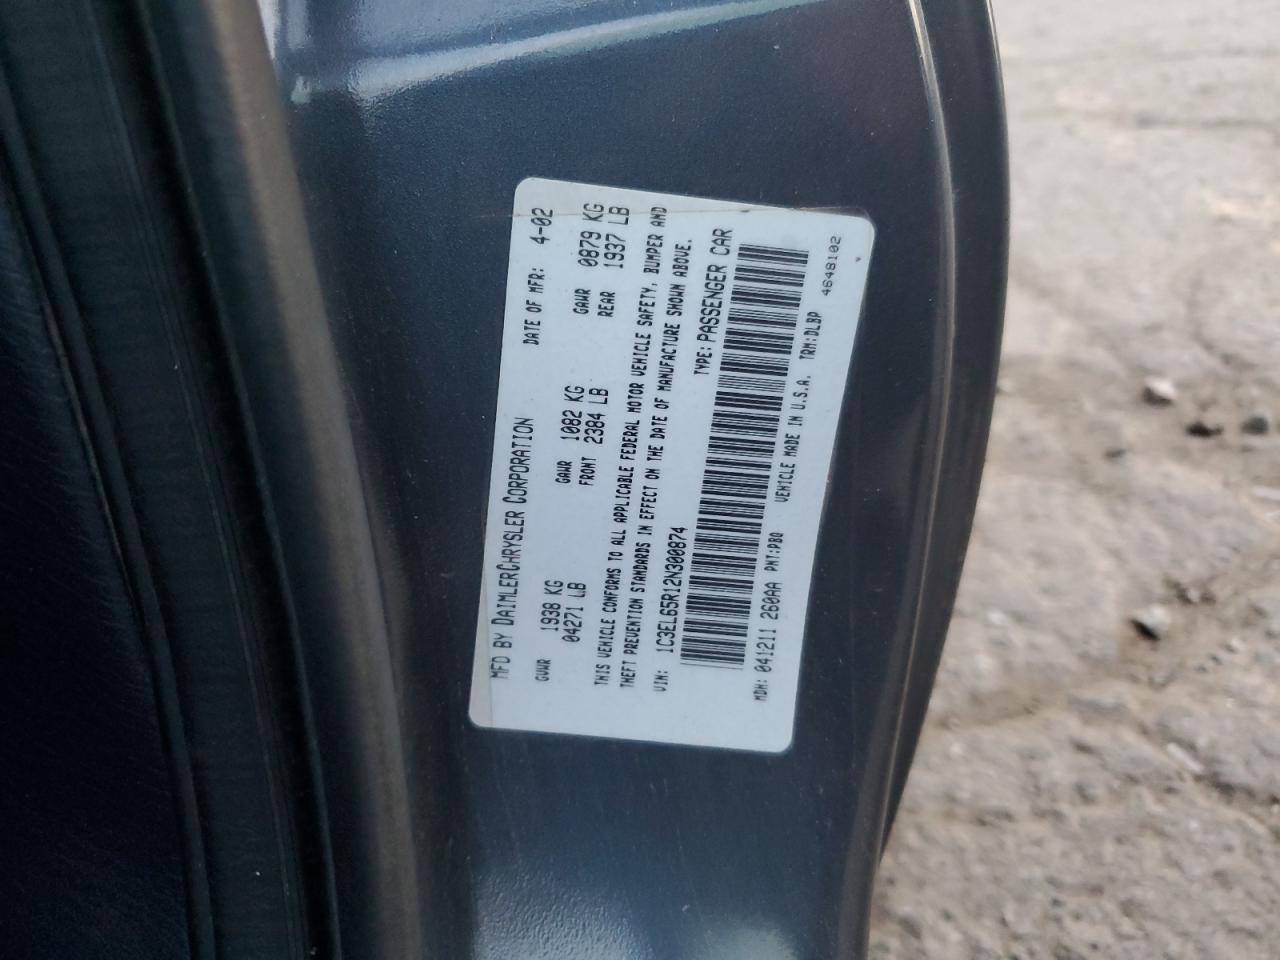 MFD BY DAIMLERCHRYSLER CORPORATION DATE OF MFR: 4-02
GVWR 1938 KG GAWR 1082 KG GAWR 0879 KG
04271 LB FRONT 2384 LB REAR 1937 LB
THIS VEHICLE CONFORMS TO ALL APPLICABLE FEDERAL MOTOR VEHICLE SAFETY, BUMPER AND
THEFT PREVENTION STANDARDS IN EFFECT ON THE DATE OF MANUFACTURE SHOWN ABOVE.
VIN: 1C3EL65R12N300874 TYPE: PASSENGER CAR
MDH: 041211 260AA PNT:PBQ VEHICLE MADE IN U.S.A. TRM:DLBP 4648102